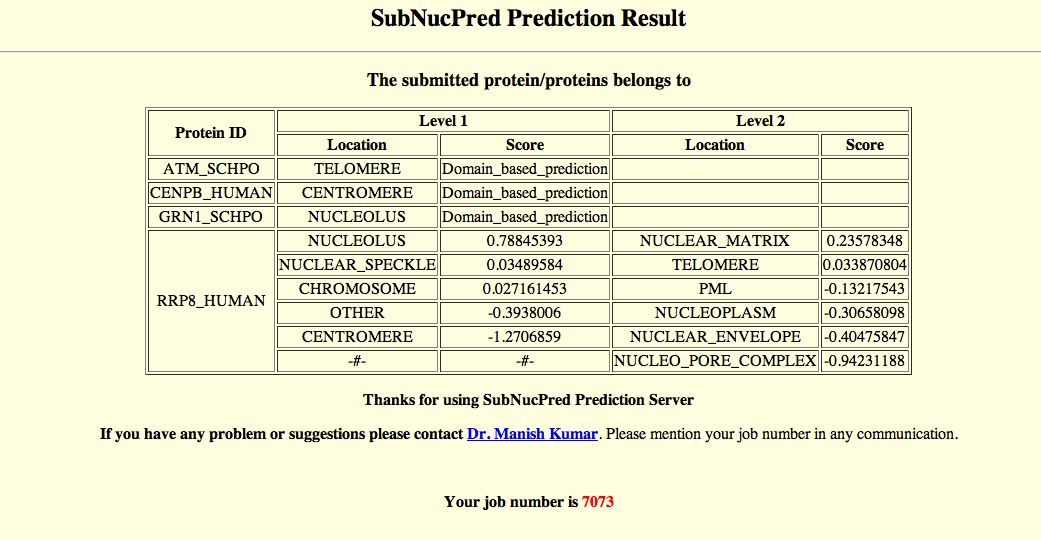 SubNucPred Prediction Result
The submitted protein/proteins belongs to
Protein ID Level 1 Level 2
Location Score Location Score
ATM_SCHPO TELOMERE Domain_based_prediction
CENPB_HUMAN CENTROMERE Domain_based_prediction
GRN1_SCHPO NUCLEOLUS Domain_based_prediction
RRP8_HUMAN NUCLEOLUS 0.78845393 NUCLEAR_MATRIX 0.23578348
NUCLEAR_SPECKLE 0.03489584 TELOMERE 0.033870804
CHROMOSOME 0.027161453 PML -0.13217543
OTHER -0.3938006 NUCLEOPLASM -0.30658098
CENTROMERE -1.2706859 NUCLEAR_ENVELOPE -0.40475847
-#- -#- NUCLEO_PORE_COMPLEX -0.94231188
Thanks for using SubNucPred Prediction Server
If you have any problem or suggestions please contact Dr. Manish Kumar. Please mention your job number in any communication.
Your job number is 7073